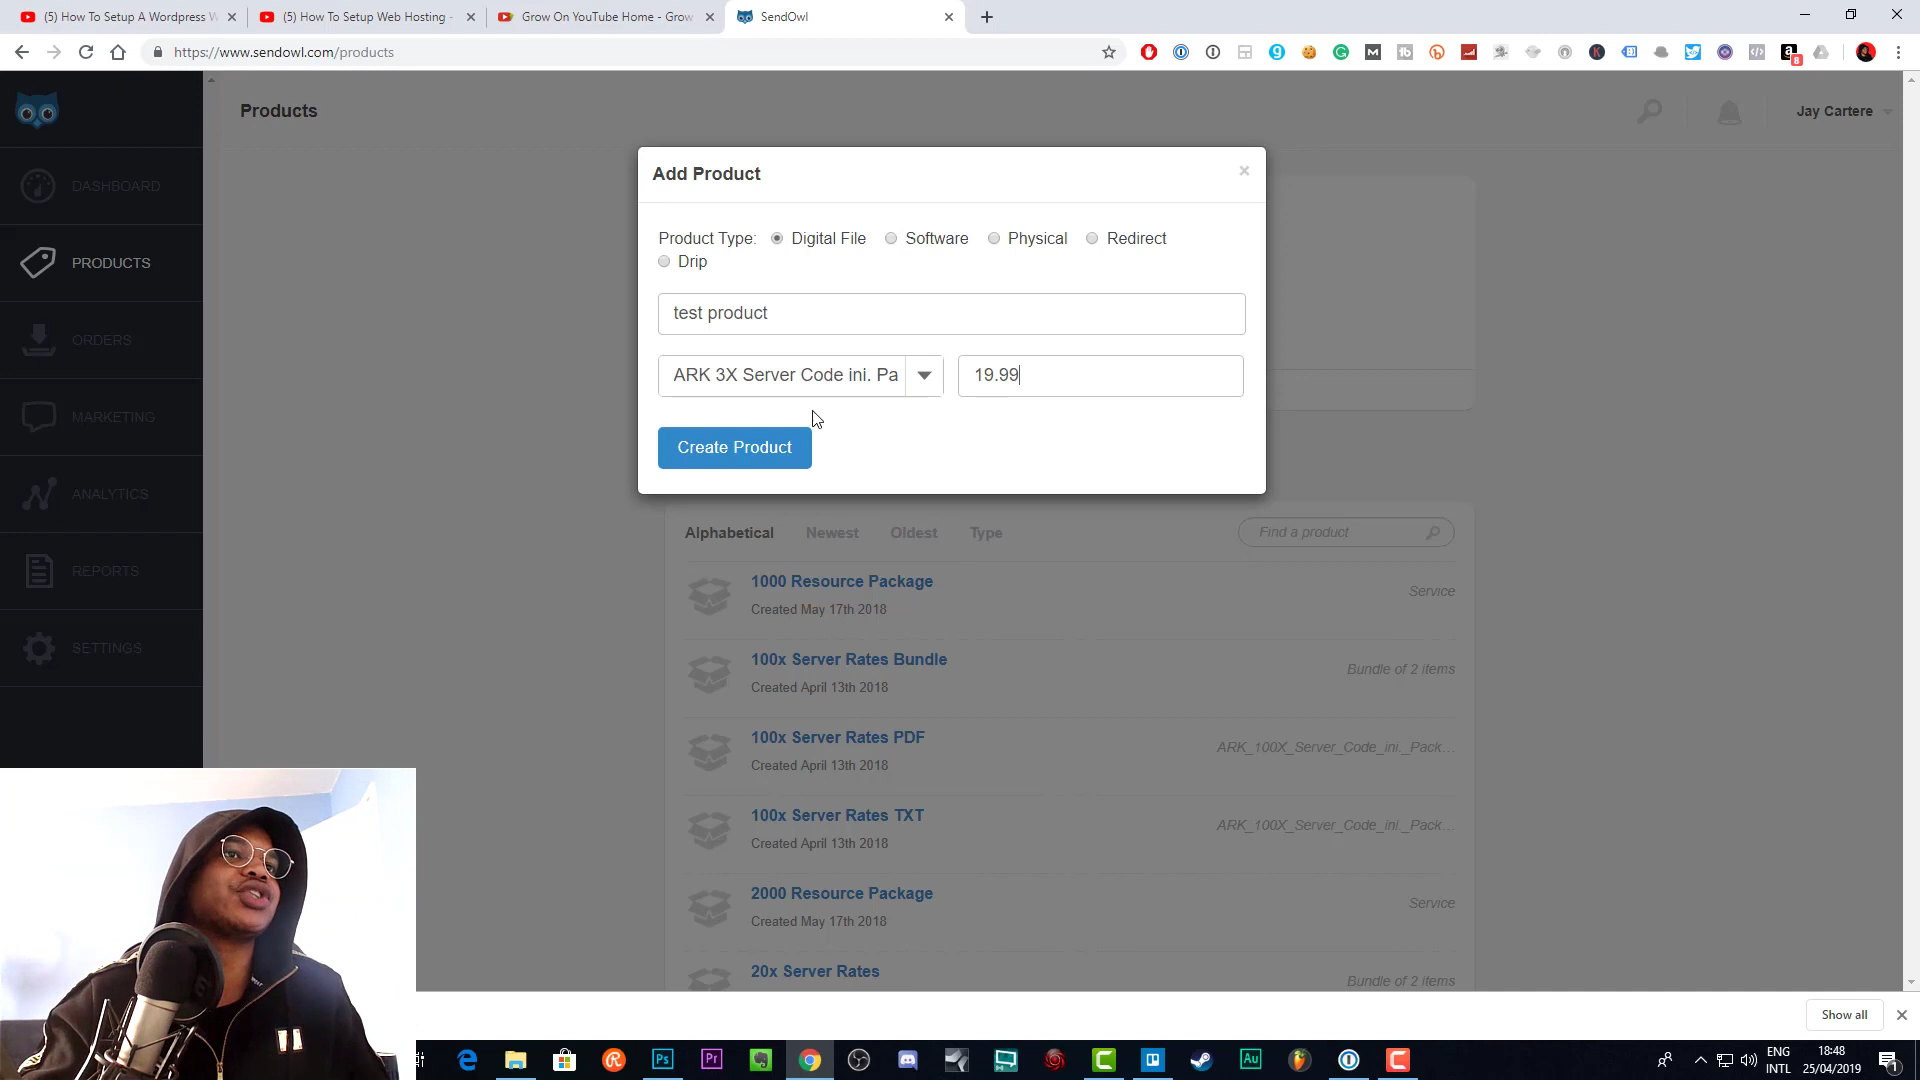 (5) How To Setup A Wordpress W
(5) How To Setup Web Hosting -
Grow On YouTube Home - Grow
SendOwl
https://www.sendowl.com/products
8
Products
Jay Cartere
DASHBOARD
PRODUCTS
ORDERS
MARKETING
ANALYTICS
REPORTS
SETTINGS
Add Product
×
Product Type: Digital File Software Physical Redirect
Drip
test product
ARK 3X Server Code ini. Pa
19.99
Create Product
Alphabetical Newest Oldest Type
Find a product
1000 Resource Package
Created May 17th 2018
Service
100x Server Rates Bundle
Created April 13th 2018
Bundle of 2 items
100x Server Rates PDF
Created April 13th 2018
ARK_100X_Server_Code_ini._Pack...
100x Server Rates TXT
Created April 13th 2018
ARK_100X_Server_Code_ini._Pack...
2000 Resource Package
Created May 17th 2018
Service
20x Server Rates
Bundle of 2 items
Show all
Ps
Pr
Au
ENG
INTL
18:48
25/04/2019
1